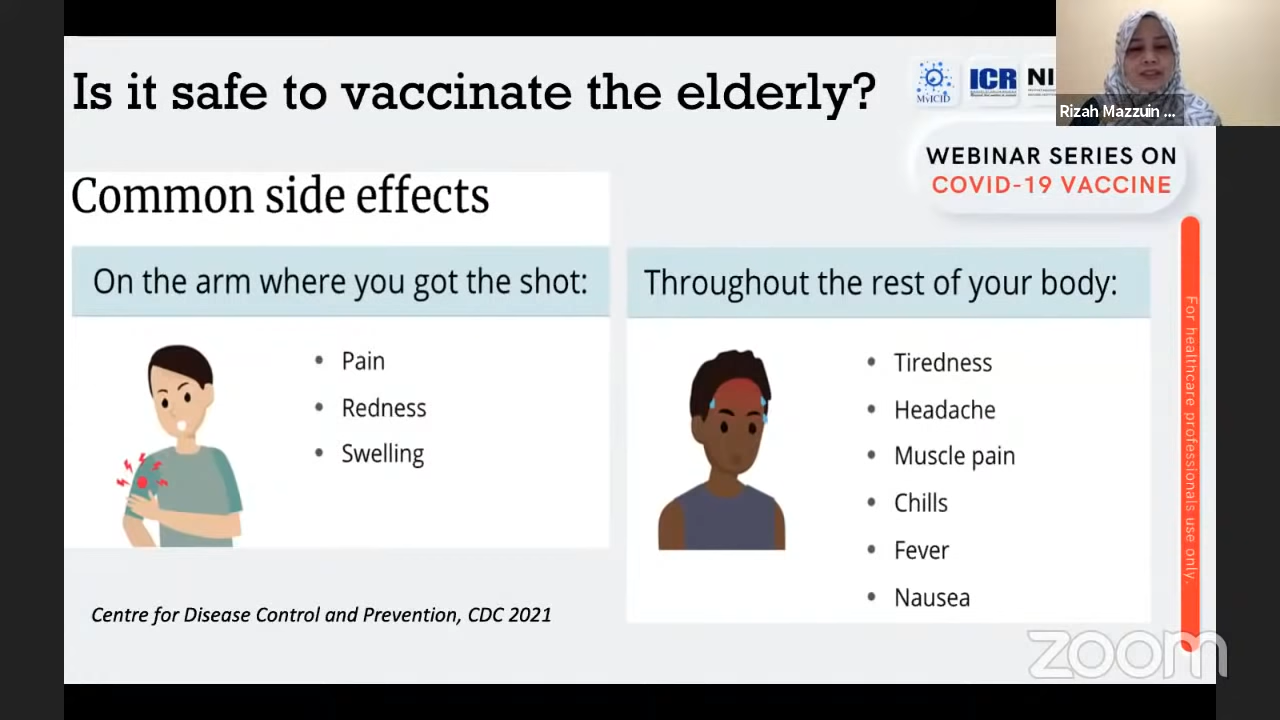 Is it safe to vaccinate the elderly?
MyICID
ICR
NI
Rizah Mazzuin ...
WEBINAR SERIES ON
COVID-19 VACCINE
Common side effects
On the arm where you got the shot:
Pain
Redness
Swelling
Throughout the rest of your body:
Tiredness
Headache
Muscle pain
Chills
Fever
Nausea
Centre for Disease Control and Prevention, CDC 2021
For healthcare professionals use only.
zoom